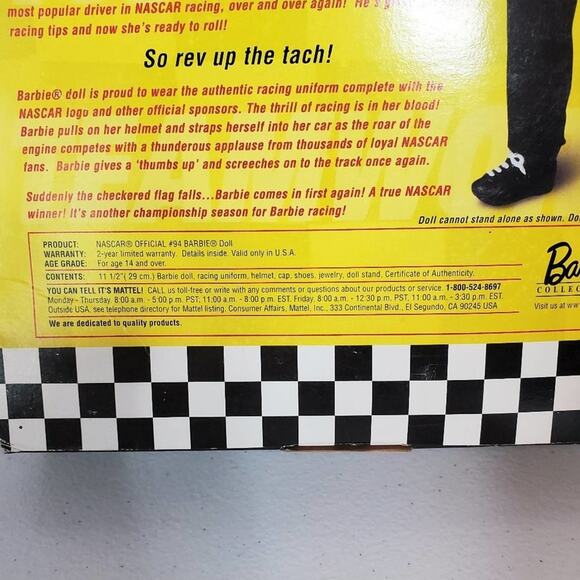 most popular driver in NASCAR racing, over and over again! He's
racing tips and now she's ready to roll!
So rev up the tach!
Barbie® doll is proud to wear the authentic racing uniform complete with the
NASCAR logo and other official sponsors. The thrill of racing is in her blood!
Barbie pulls on her helmet and straps herself into her car as the roar of the
engine competes with a thunderous applause from thousands of loyal NASCAR
fans. Barbie gives a 'thumbs up' and screeches on to the track once again.
Suddenly the checkered flag falls...Barbie comes in first again! A true NASCAR
winner! It's another championship season for Barbie racing!
Doll cannot stand alone as shown. Do
PRODUCT: NASCAR® OFFICIAL #94 BARBIE® Doll
WARRANTY: 2-year limited warranty. Details inside. Valid only in U.S.A.
AGE GRADE: For age 14 and over.
CONTENTS: 11 1/2" ( 29 cm.) Barbie doll, racing uniform, helmet, cap, shoes, jewelry, doll stand, Certificate of Authenticity.
YOU CAN TELL IT'S MATTEL! CALL us toll-free or write with any comments or questions about our products or service. 1-800-524-8697
Monday - Thursday, 8:00 a.m. - 5:00 p.m. PST; 11:00 a.m. - 8:00 p.m. EST. Friday, 8:00 a.m. - 12:30 p.m. PST, 11:00 a.m. - 3:30 p.m. EST.
Outside USA, see telephone directory for Mattel listing. Consumer Affairs, Mattel, Inc., 333 Continental Blvd., El Segundo, CA 90245 USA
We are dedicated to quality products.
Ba
COLLEC
Visit us at ww